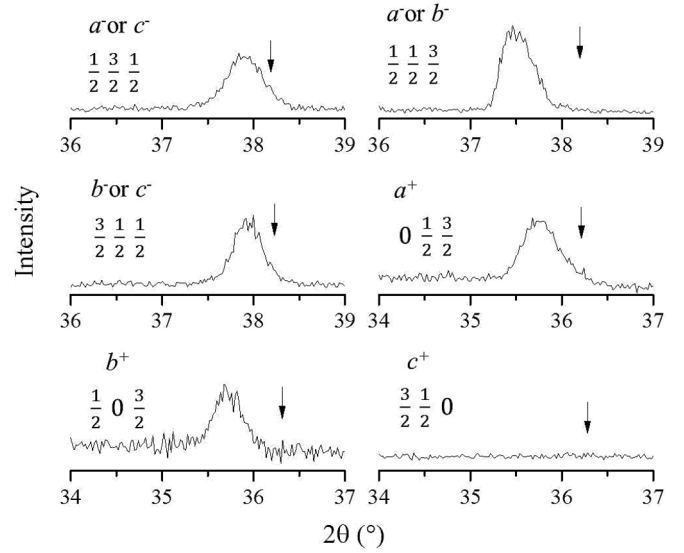 a⁻ or c⁻
1/2 3/2 1/2
36 37 38 39
a⁻ or b⁻
1/2 1/2 3/2
36 37 38 39
b⁻ or c⁻
3/2 1/2 1/2
36 37 38 39
a⁺
0 1/2 3/2
34 35 36 37
b⁺
1/2 0 3/2
34 35 36 37
c⁺
3/2 1/2 0
34 35 36 37
Intensity
2θ (°)